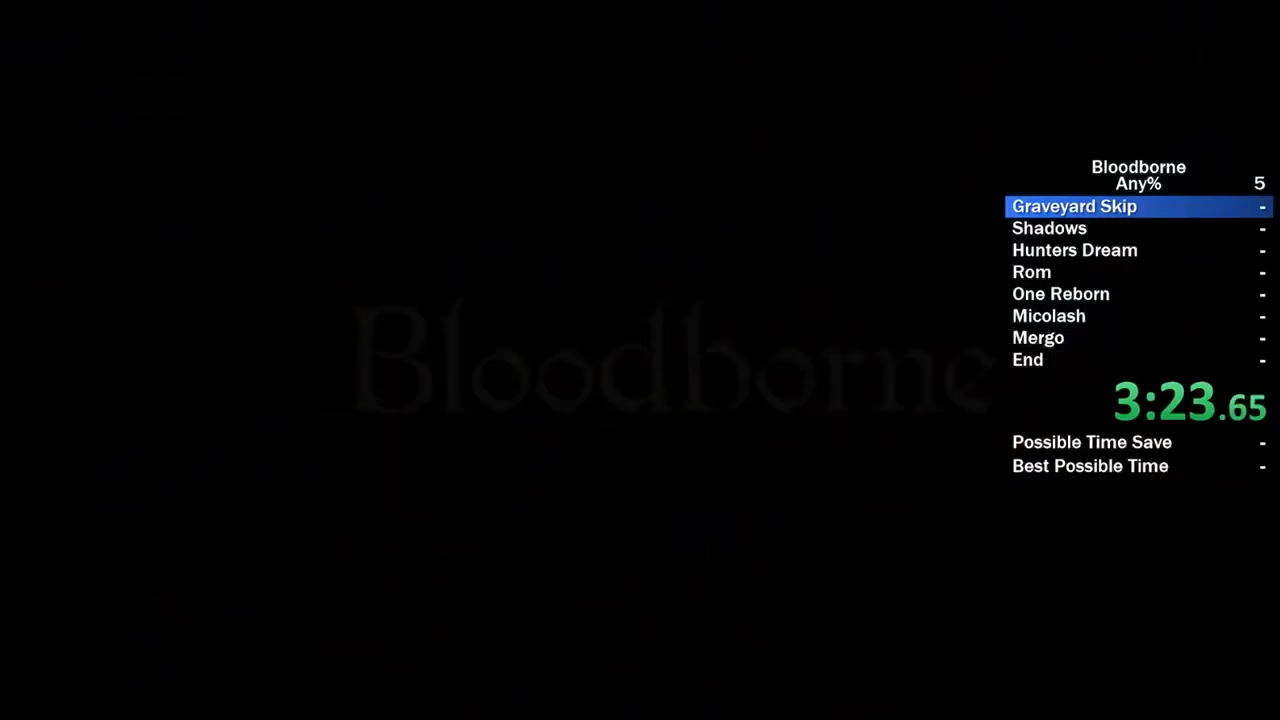 Bloodborne
Bloodborne
Any% 5
Graveyard Skip -
Shadows -
Hunters Dream -
Rom -
One Reborn -
Micolash -
Mergo -
End -
3:23.65
Possible Time Save -
Best Possible Time -